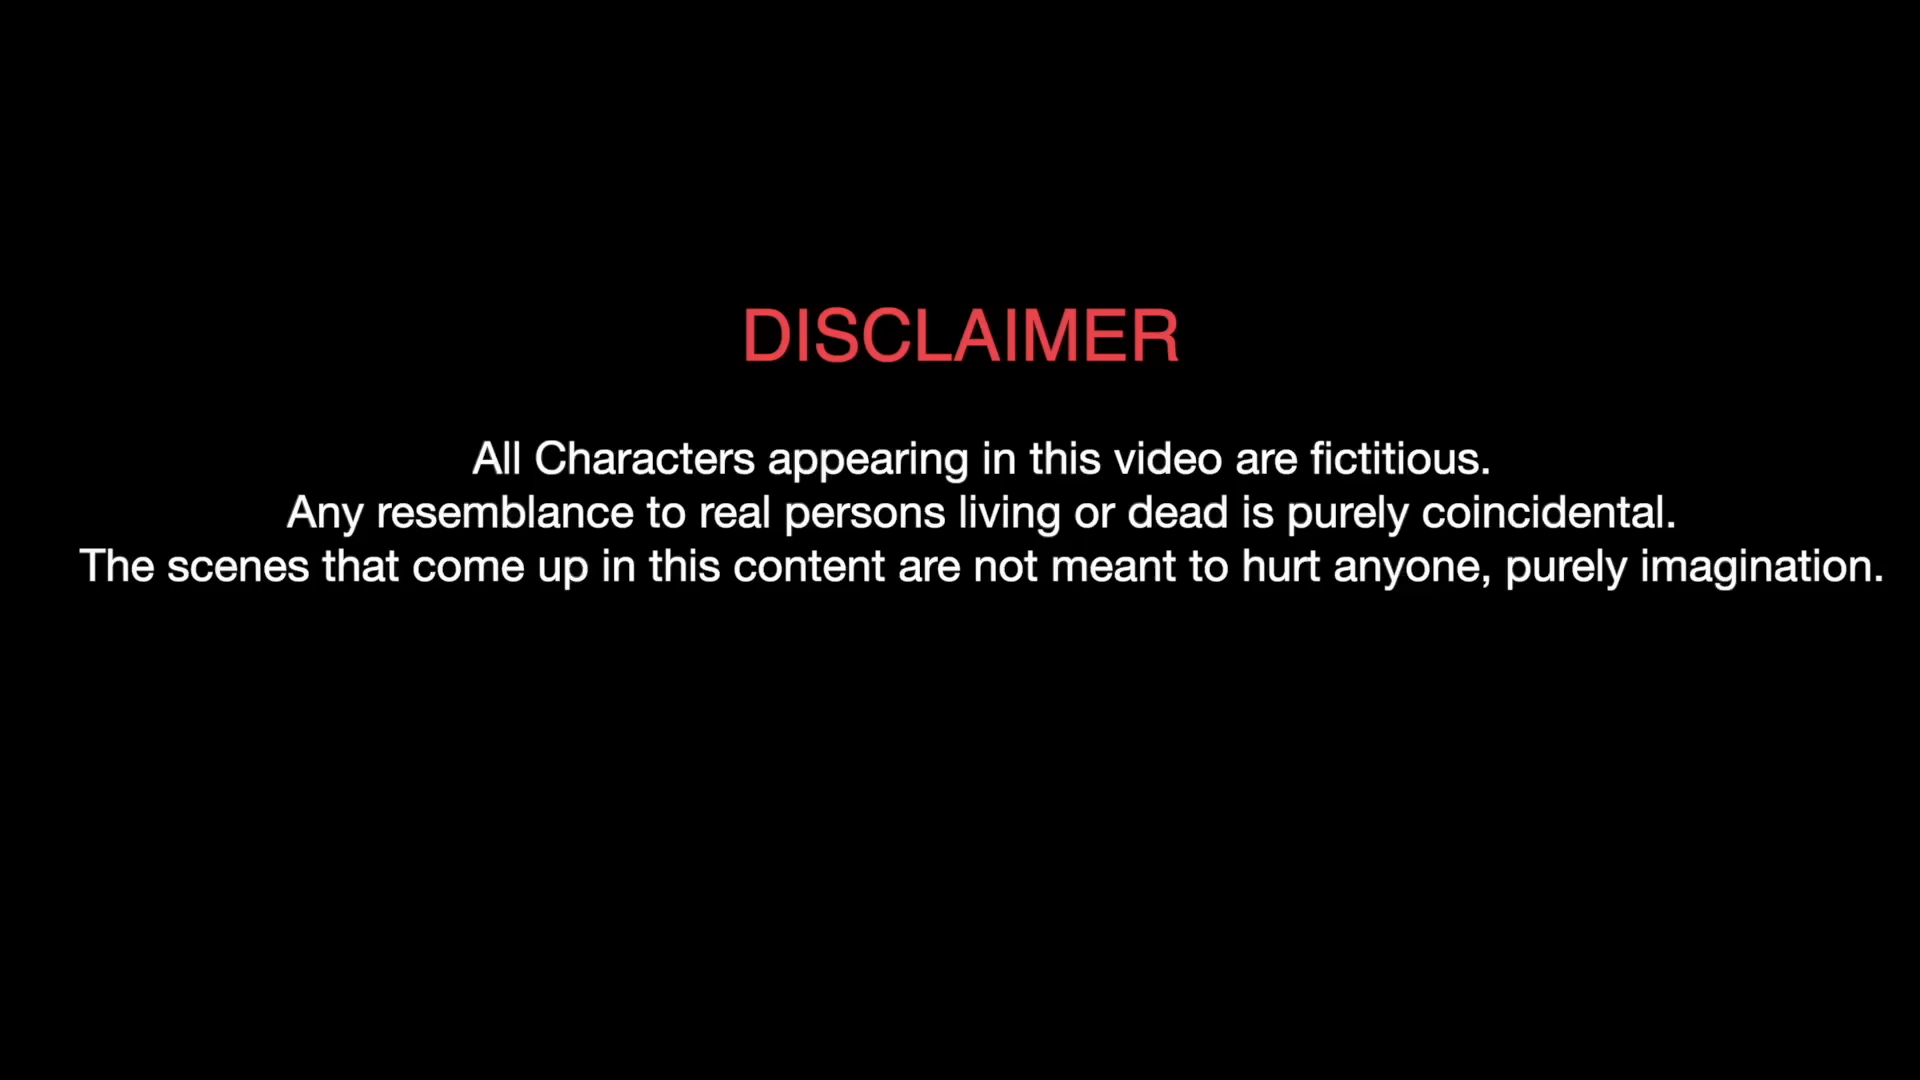 DISCLAIMER
All Characters appearing in this video are fictitious.
Any resemblance to real persons living or dead is purely coincidental.
The scenes that come up in this content are not meant to hurt anyone, purely imagination.